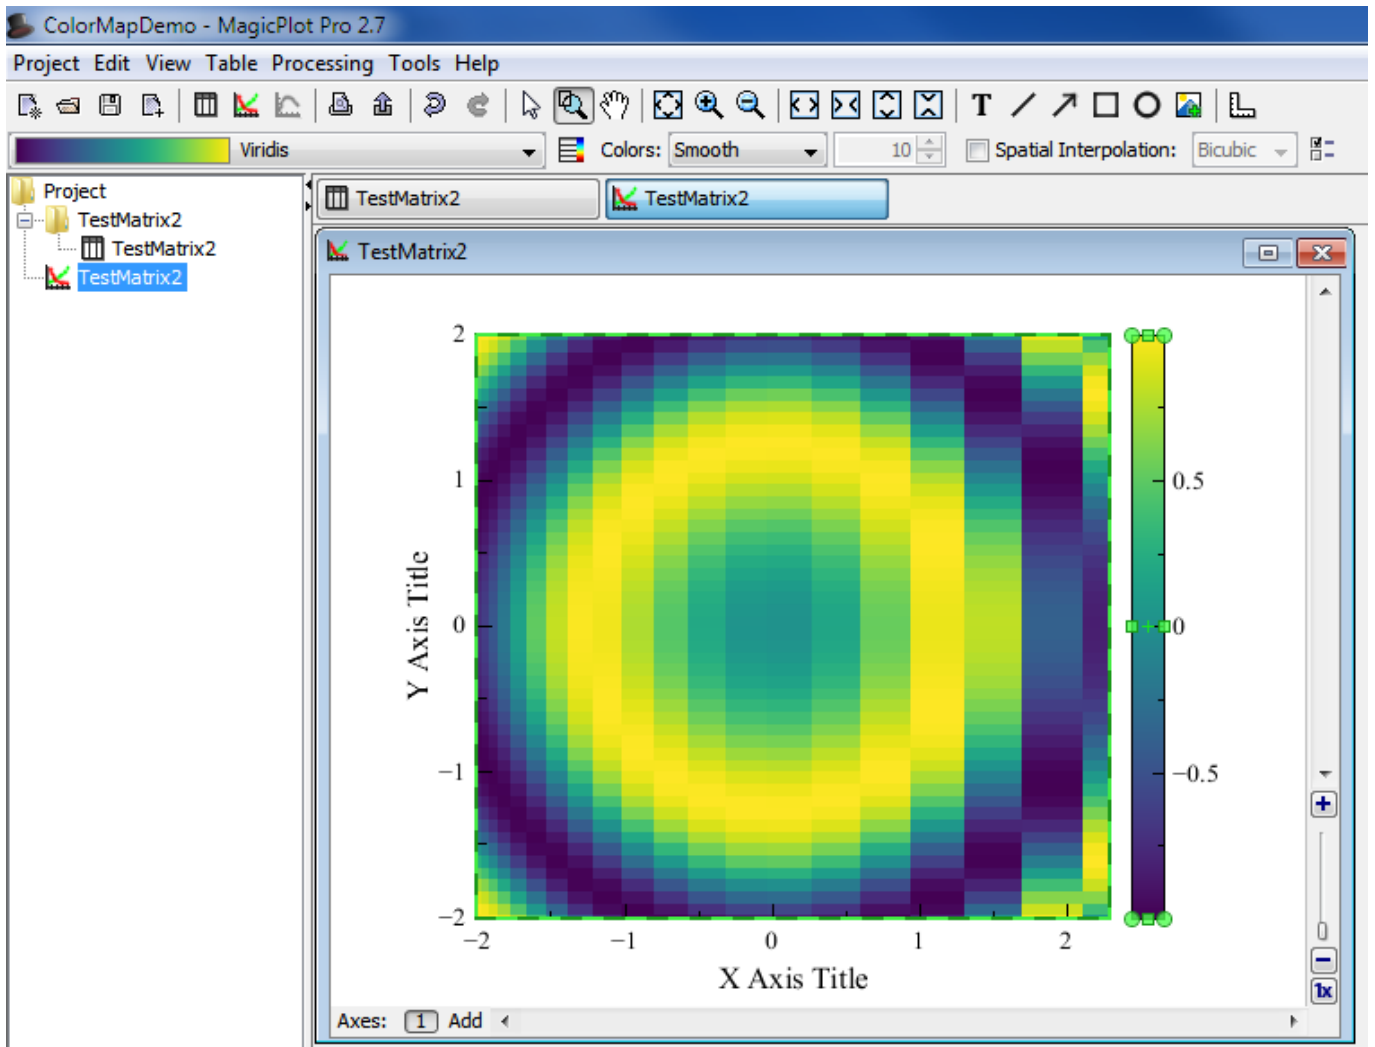 ColorMapDemo - MagicPlot Pro 2.7
Project Edit View Table Processing Tools Help
T
Viridis Colors: Smooth 10 Spatial Interpolation: Bicubic
Project
TestMatrix2
TestMatrix2
TestMatrix2
TestMatrix2 TestMatrix2
TestMatrix2
2
1
0
−1
−2
Y Axis Title
−2 −1 0 1 2
X Axis Title
0.5
0
−0.5
1x
Axes: 1 Add